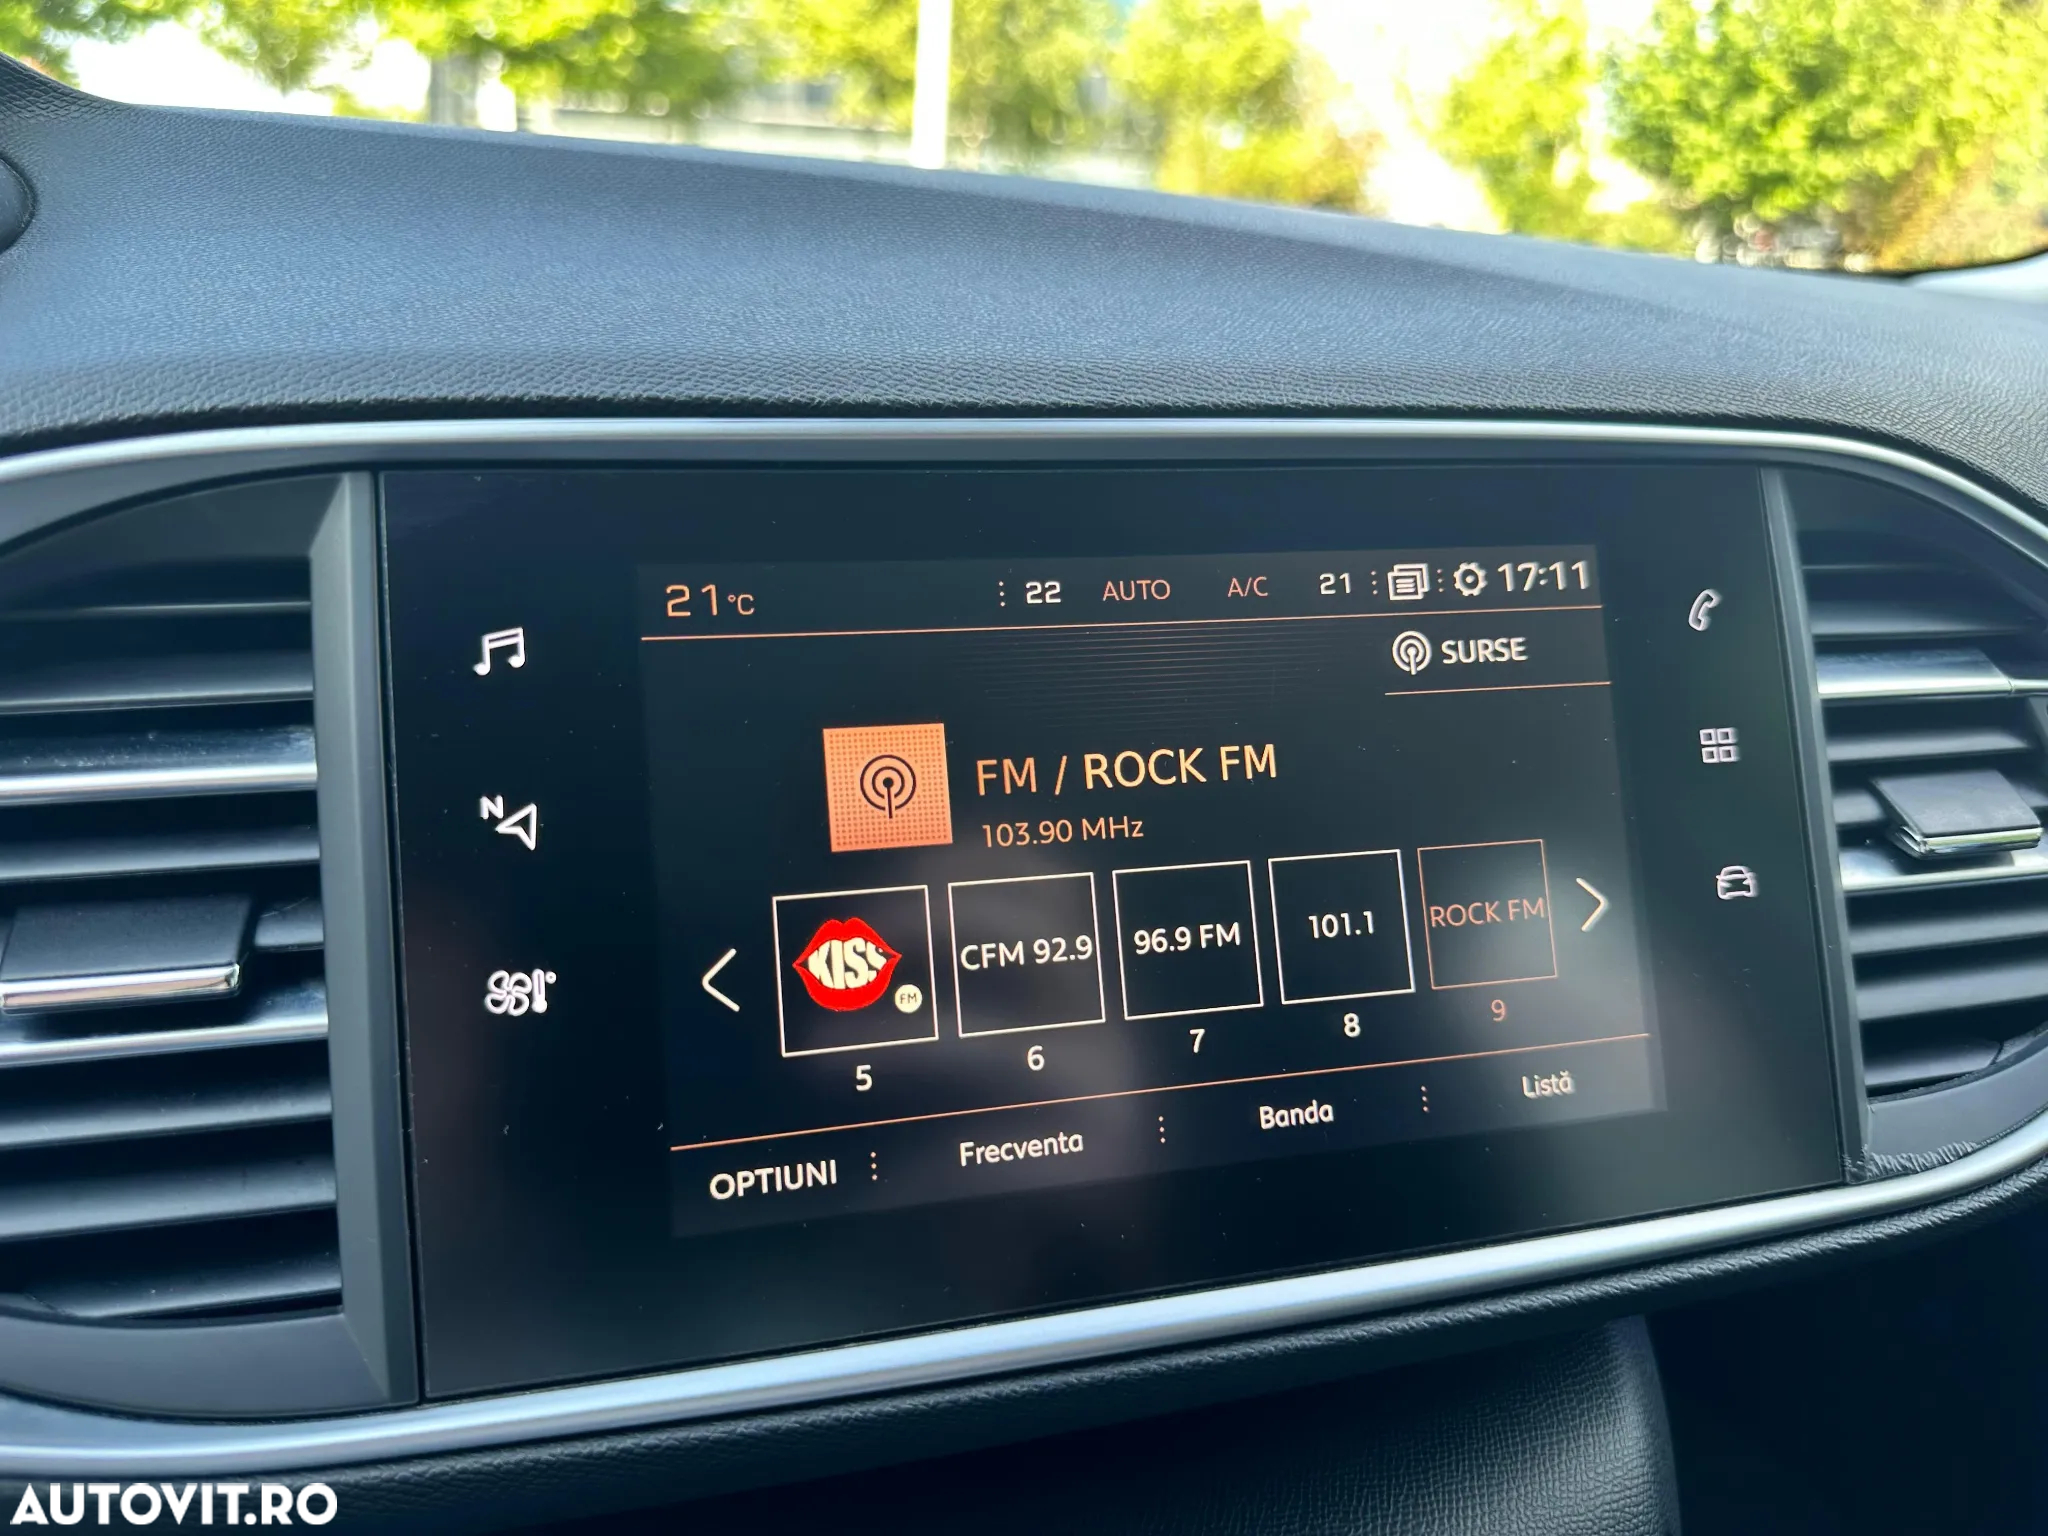 21°C
22 AUTO A/C 21 17:11
SURSE
FM / ROCK FM
103.90 MHz
KISS FM
CFM 92.9
96.9 FM
101.1
ROCK FM
5
6
7
8
9
OPTIUNI
Frecventa
Banda
Listă
N
AUTOVIT.RO